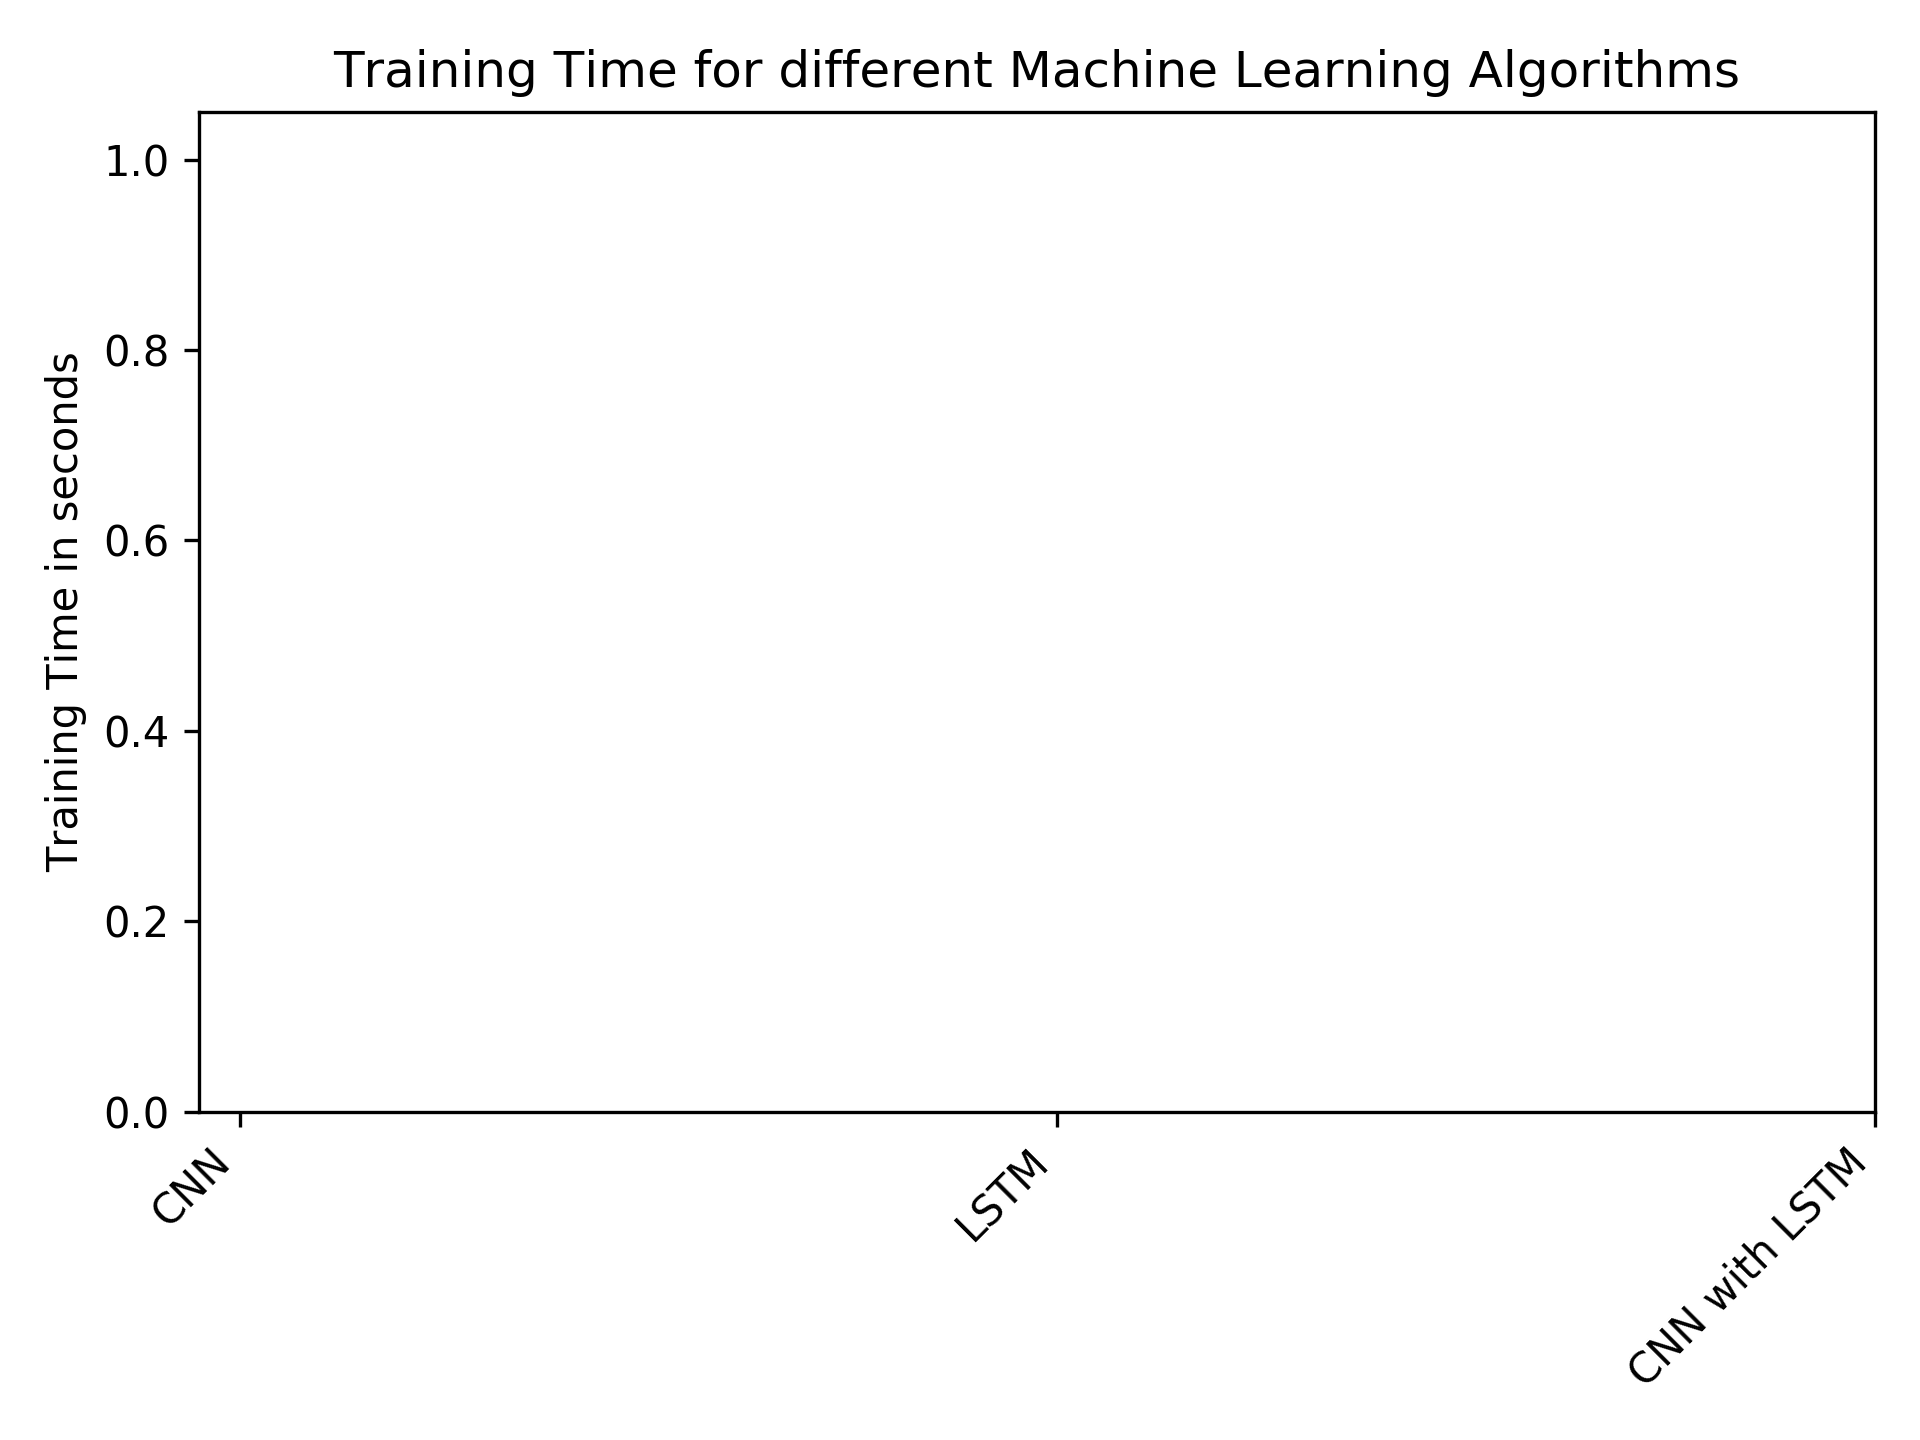 Training Time for different Machine Learning Algorithms
Training Time in seconds
1.0
0.8
0.6
0.4
0.2
0.0
CNN
LSTM
CNN with LSTM